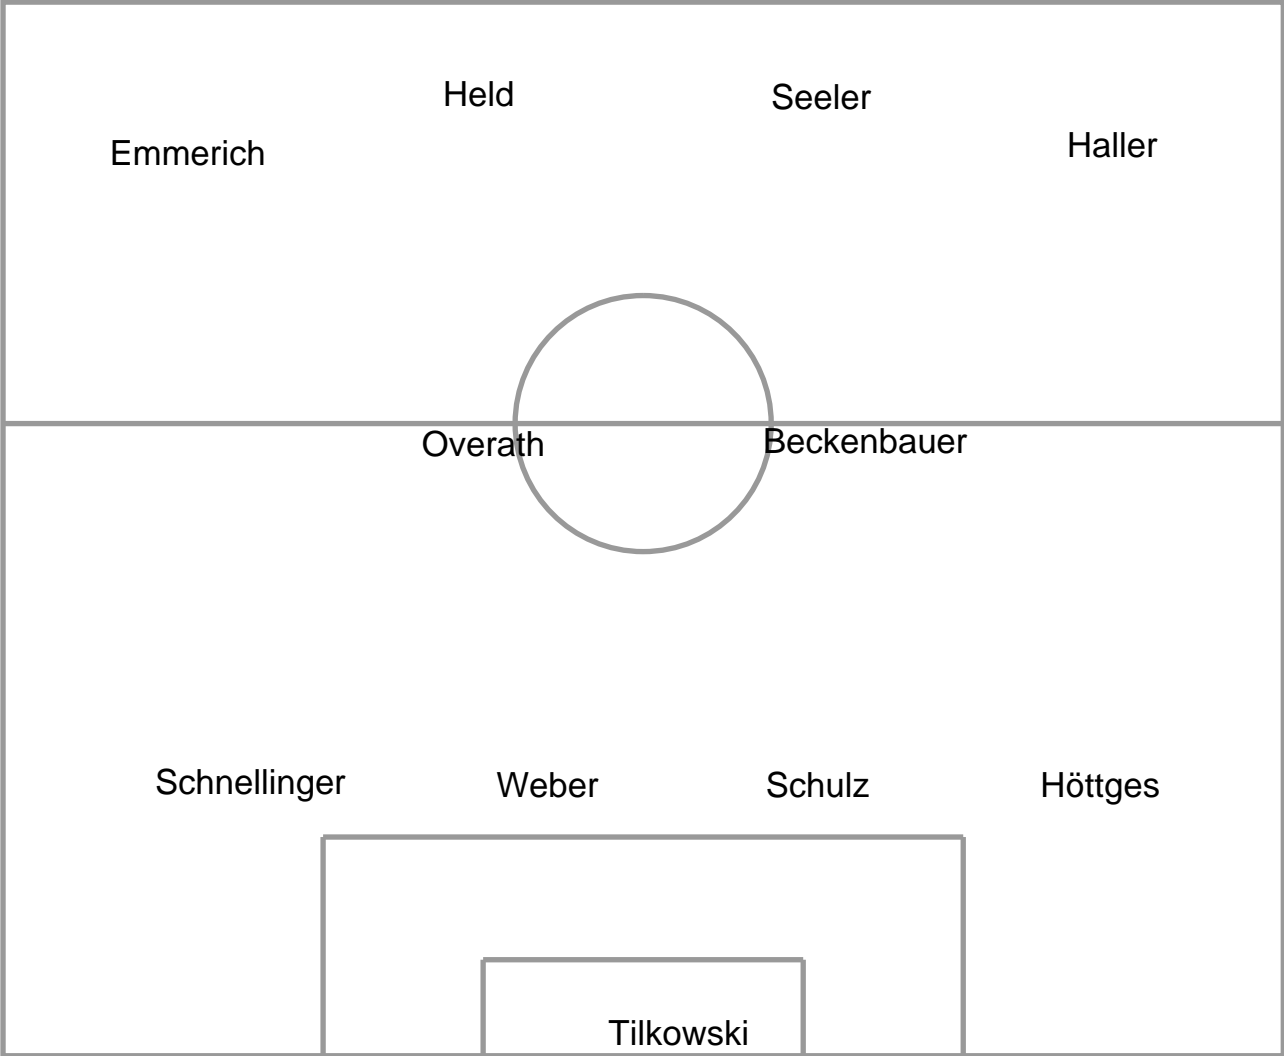 Held
Seeler
Emmerich
Haller
Overath
Beckenbauer
Schnellinger
Weber
Schulz
Höttges
Tilkowski